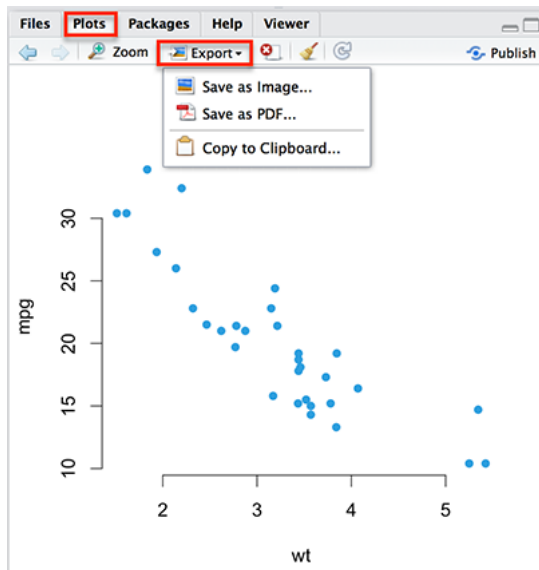 Files Plots Packages Help Viewer
Zoom Export Publish
Save as Image...
Save as PDF...
Copy to Clipboard...
30
25
20
15
10
mpg
2 3 4 5
wt